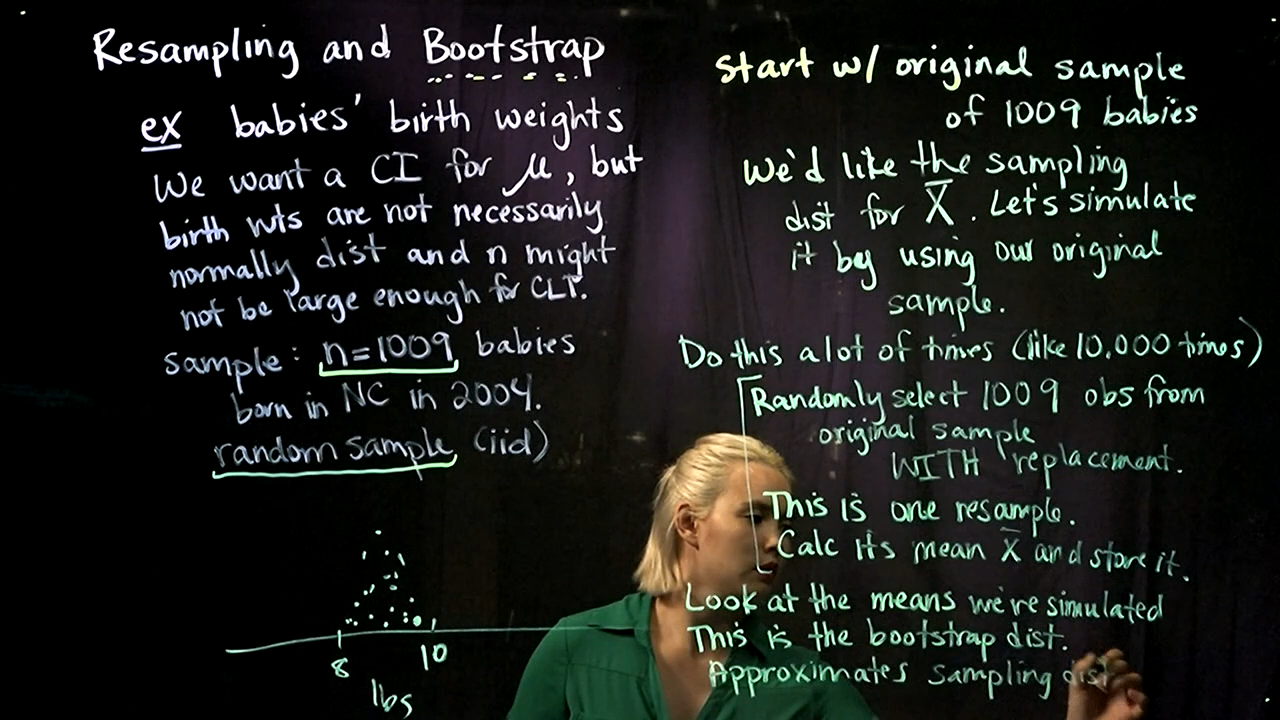 Resampling and Bootstrap
ex babies' birth weights
We want a CI for μ, but
birth wts are not necessarily
normally dist and n might
not be large enough for CLT.
sample: n=1009 babies
born in NC in 2004.
random sample (iid)
8 10
lbs
start w/ original sample
of 1009 babies
We'd like the sampling
dist for X̄. Let's simulate
it by using our original
sample.
Do this a lot of times (like 10,000 times)
Randomly select 1009 obs from
original sample
WITH replacement.
This is one resample.
Calc its mean X̄ and store it.
Look at the means we're simulated
This is the bootstrap dist.
Approximates sampling dist